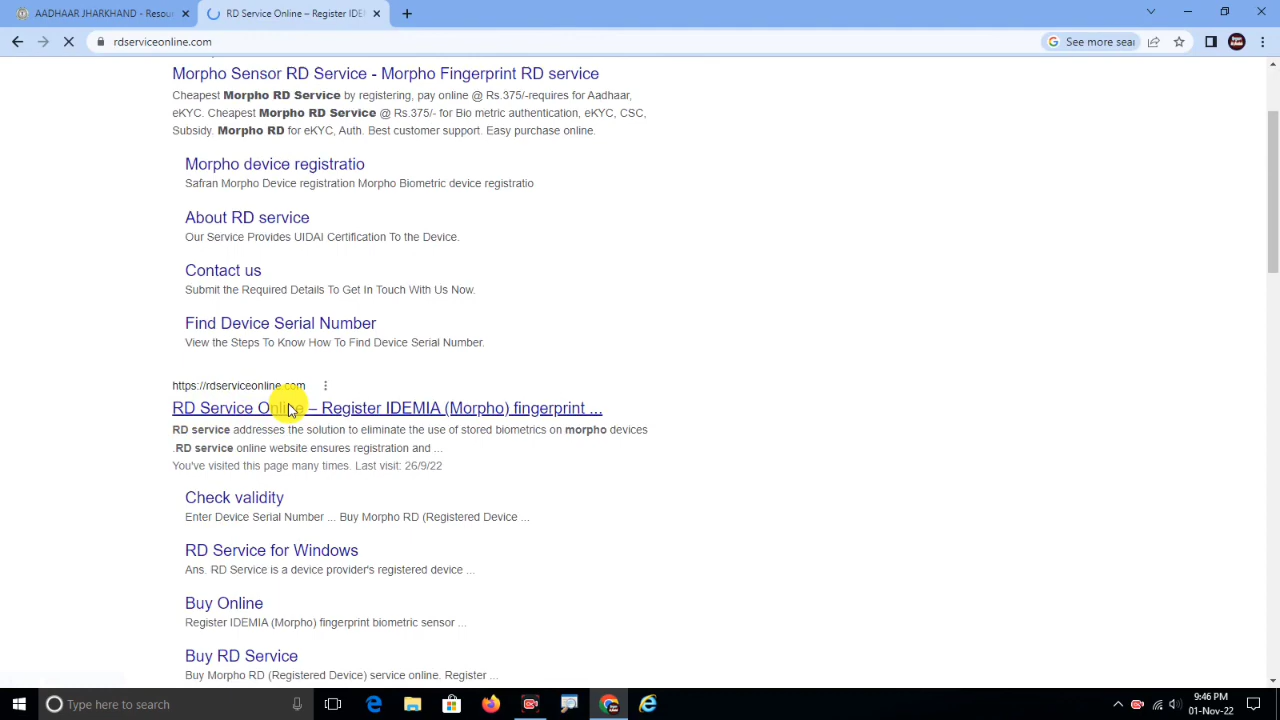 AADHAAR JHARKHAND - Resou
RD Service Online – Register IDEM
rdserviceonline.com
See more sear
Morpho Sensor RD Service - Morpho Fingerprint RD service
Cheapest Morpho RD Service by registering, pay online @ Rs.375/-requires for Aadhaar,
eKYC. Cheapest Morpho RD Service @ Rs.375/- for Bio metric authentication, eKYC, CSC,
Subsidy. Morpho RD for eKYC, Auth. Best customer support. Easy purchase online.
Morpho device registratio
Safran Morpho Device registration Morpho Biometric device registratio
About RD service
Our Service Provides UIDAI Certification To the Device.
Contact us
Submit the Required Details To Get In Touch With Us Now.
Find Device Serial Number
View the Steps To Know How To Find Device Serial Number.
https://rdserviceonline.com
RD Service Online – Register IDEMIA (Morpho) fingerprint ...
RD service addresses the solution to eliminate the use of stored biometrics on morpho devices
.RD service online website ensures registration and ...
You've visited this page many times. Last visit: 26/9/22
Check validity
Enter Device Serial Number ... Buy Morpho RD (Registered Device ...
RD Service for Windows
Ans. RD Service is a device provider's registered device ...
Buy Online
Register IDEMIA (Morpho) fingerprint biometric sensor ...
Buy RD Service
Buy Morpho RD (Registered Device) service online. Register ...
Type here to search
9:46 PM
01-Nov-22